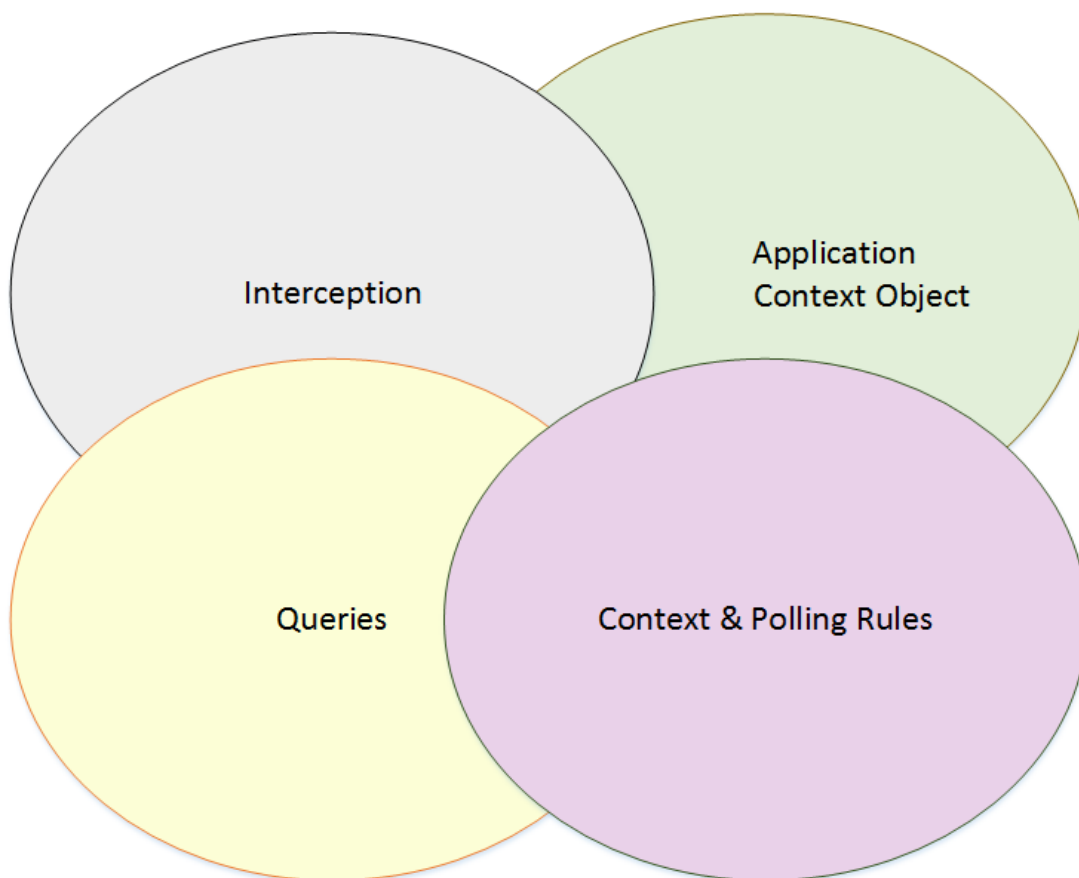 Interception
Application
Context Object
Queries
Context & Polling Rules